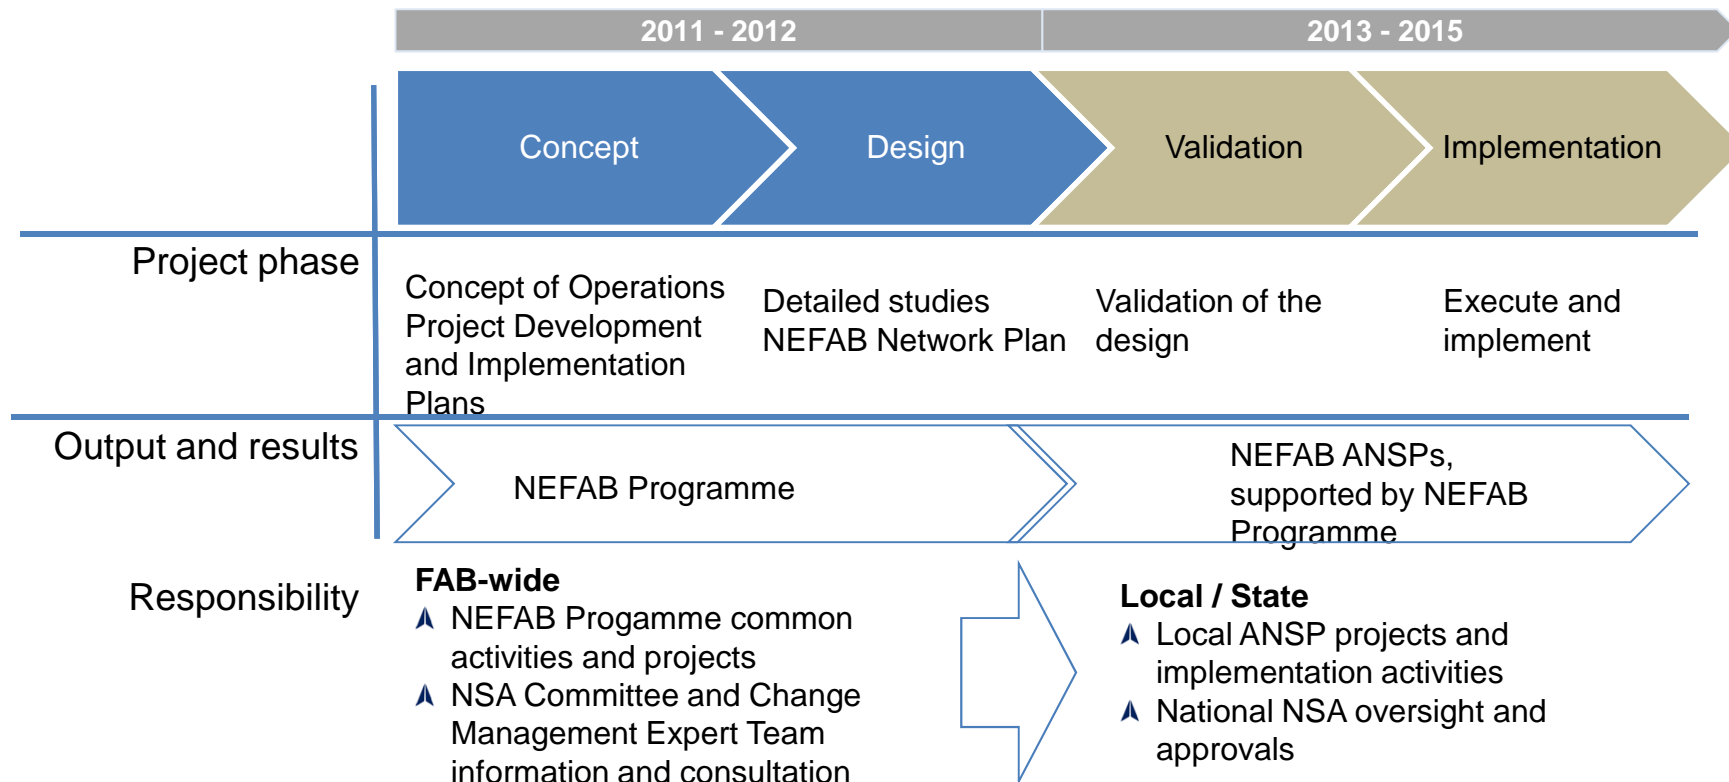 2011 - 2012
2013 - 2015
Concept
Design
Validation
Implementation
Project phase
Concept of Operations
Project Development
and Implementation
Plans
Detailed studies
NEFAB Network Plan
Validation of the
design
Execute and
implement
Output and results
NEFAB Programme
NEFAB ANSPs,
supported by NEFAB
Programme
Responsibility
FAB-wide
NEFAB Progamme common
activities and projects
NSA Committee and Change
Management Expert Team
information and consultation
Local / State
Local ANSP projects and
implementation activities
National NSA oversight and
approvals